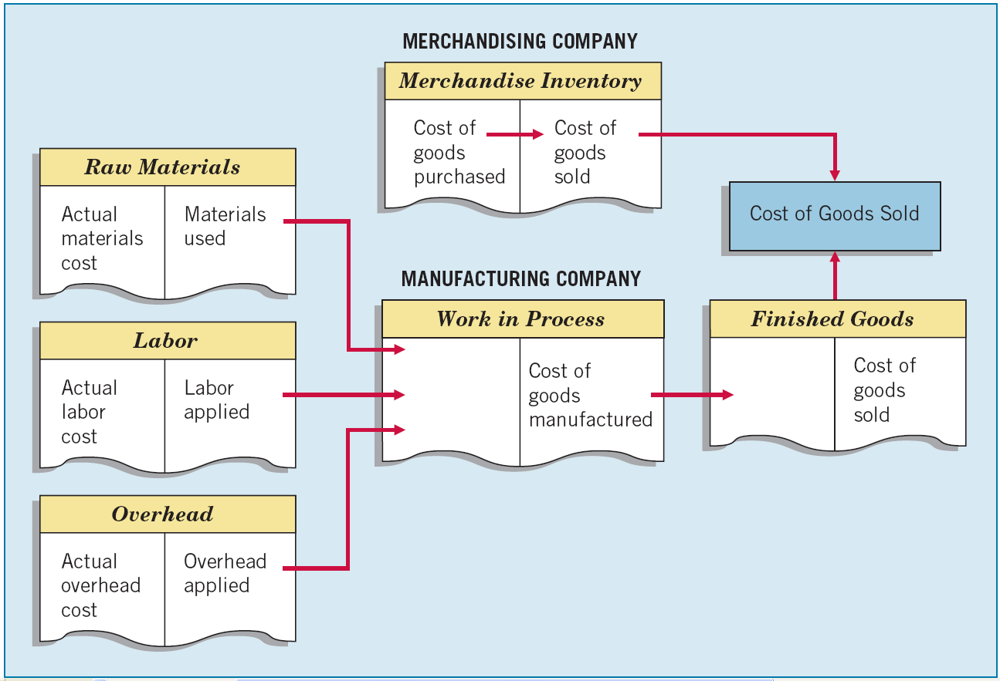 MERCHANDISING COMPANY
Merchandise Inventory
Cost of
goods
purchased
Cost of
goods
sold
Cost of Goods Sold
Raw Materials
Actual
materials
cost
Materials
used
Labor
Actual
labor
cost
Labor
applied
Overhead
Actual
overhead
cost
Overhead
applied
MANUFACTURING COMPANY
Work in Process
Cost of
goods
manufactured
Finished Goods
Cost of
goods
sold